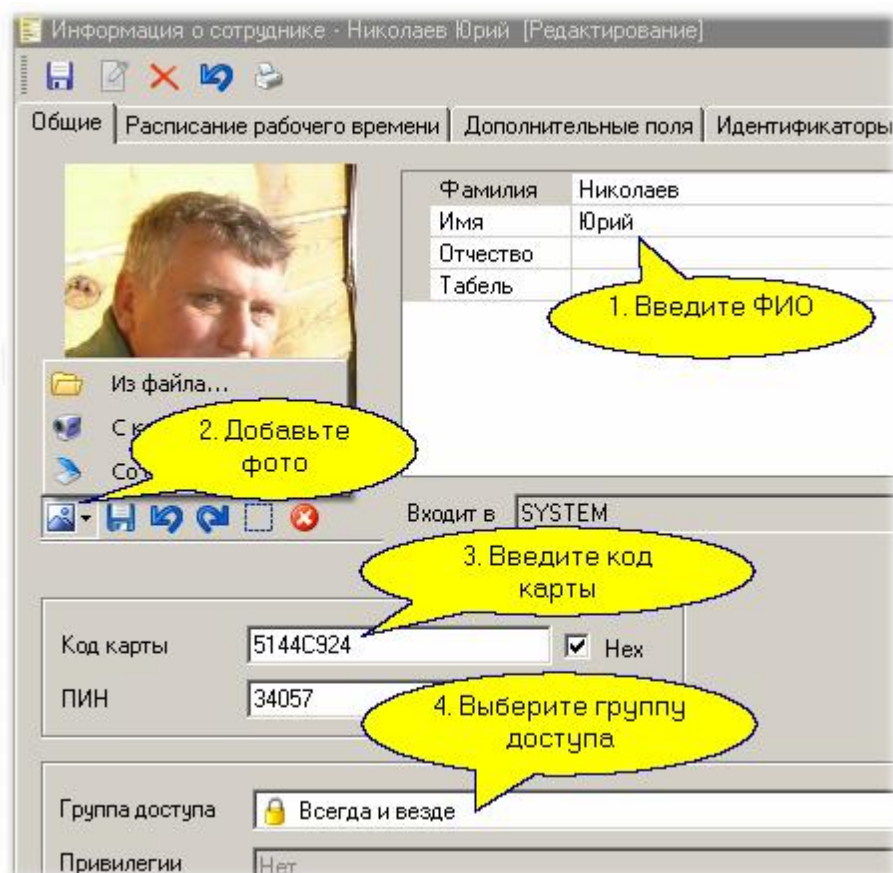 Информация о сотруднике - Николаев Юрий [Редактирование]
Общие Расписание рабочего времени Дополнительные поля Идентификаторы
Фамилия Николаев
Имя Юрий
Отчество
Табель
1. Введите ФИО
Из файла...
2. Добавьте
фото
Входит в SYSTEM
3. Введите код
карты
Код карты 5144C924 Hex
ПИН 34057
4. Выберите группу
доступа
Группа доступа Всегда и везде
Привилегии Нет